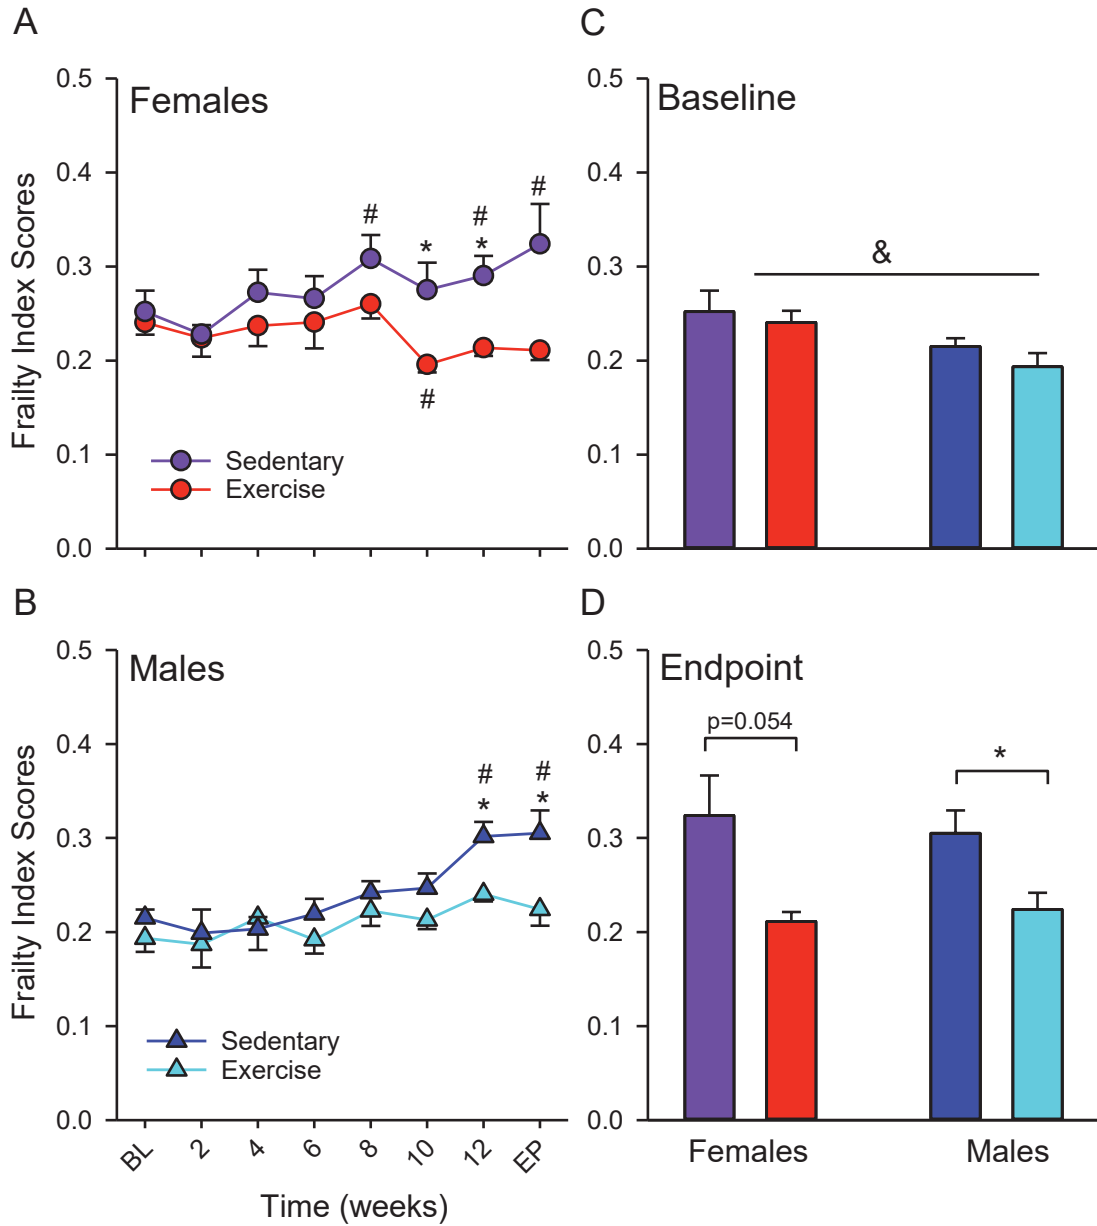 A
Females
Frailty Index Scores
0.5
0.4
0.3
0.2
0.1
0.0
#
*
#
*
#
#
Sedentary
Exercise
C
Baseline
0.5
0.4
0.3
0.2
0.1
0.0
&
B
Males
Frailty Index Scores
0.5
0.4
0.3
0.2
0.1
0.0
#
*
#
*
Sedentary
Exercise
BL 2 4 6 8 10 12 EP
Time (weeks)
D
Endpoint
0.5
0.4
0.3
0.2
0.1
0.0
p=0.054
*
Females Males